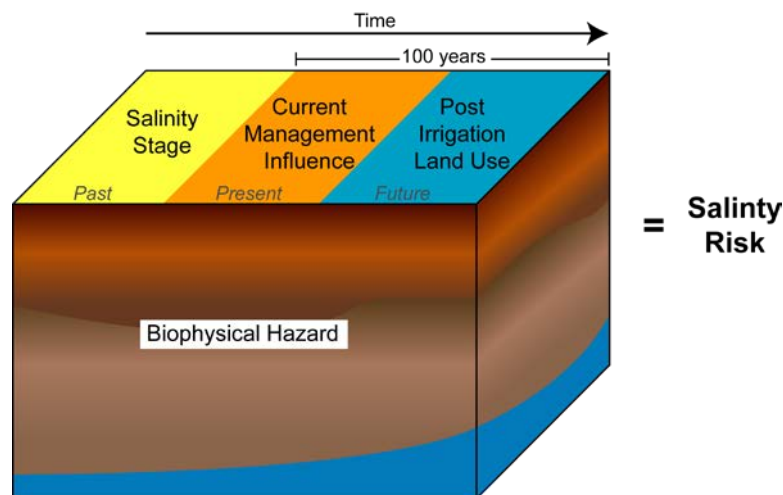 Time
100 years
Salinity
Stage
Current
Management
Influence
Post
Irrigation
Land Use
Past
Present
Future
Biophysical Hazard
= Salinty
Risk